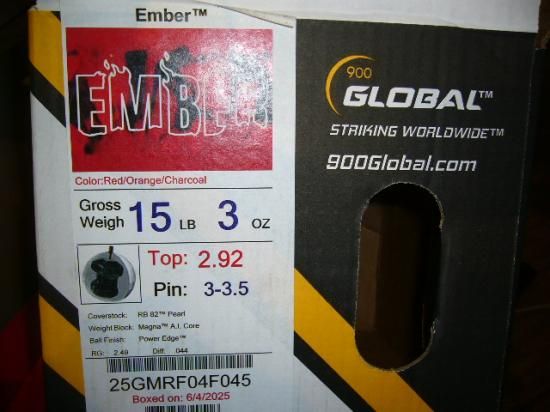 Ember™
EMBER
Color:Red/Orange/Charcoal
Gross
Weigh 15 LB 3 OZ
Top: 2.92
Pin: 3-3.5
Coverstock: RB 82™ Pearl
Weight Block: Magna™ A.I. Core
Ball Finish: Power Edge™
RG: 2.49 Diff: .044
25GMRF04F045
Boxed on: 6/4/2025
900
GLOBAL™
STRIKING WORLDWIDE™
900Global.com